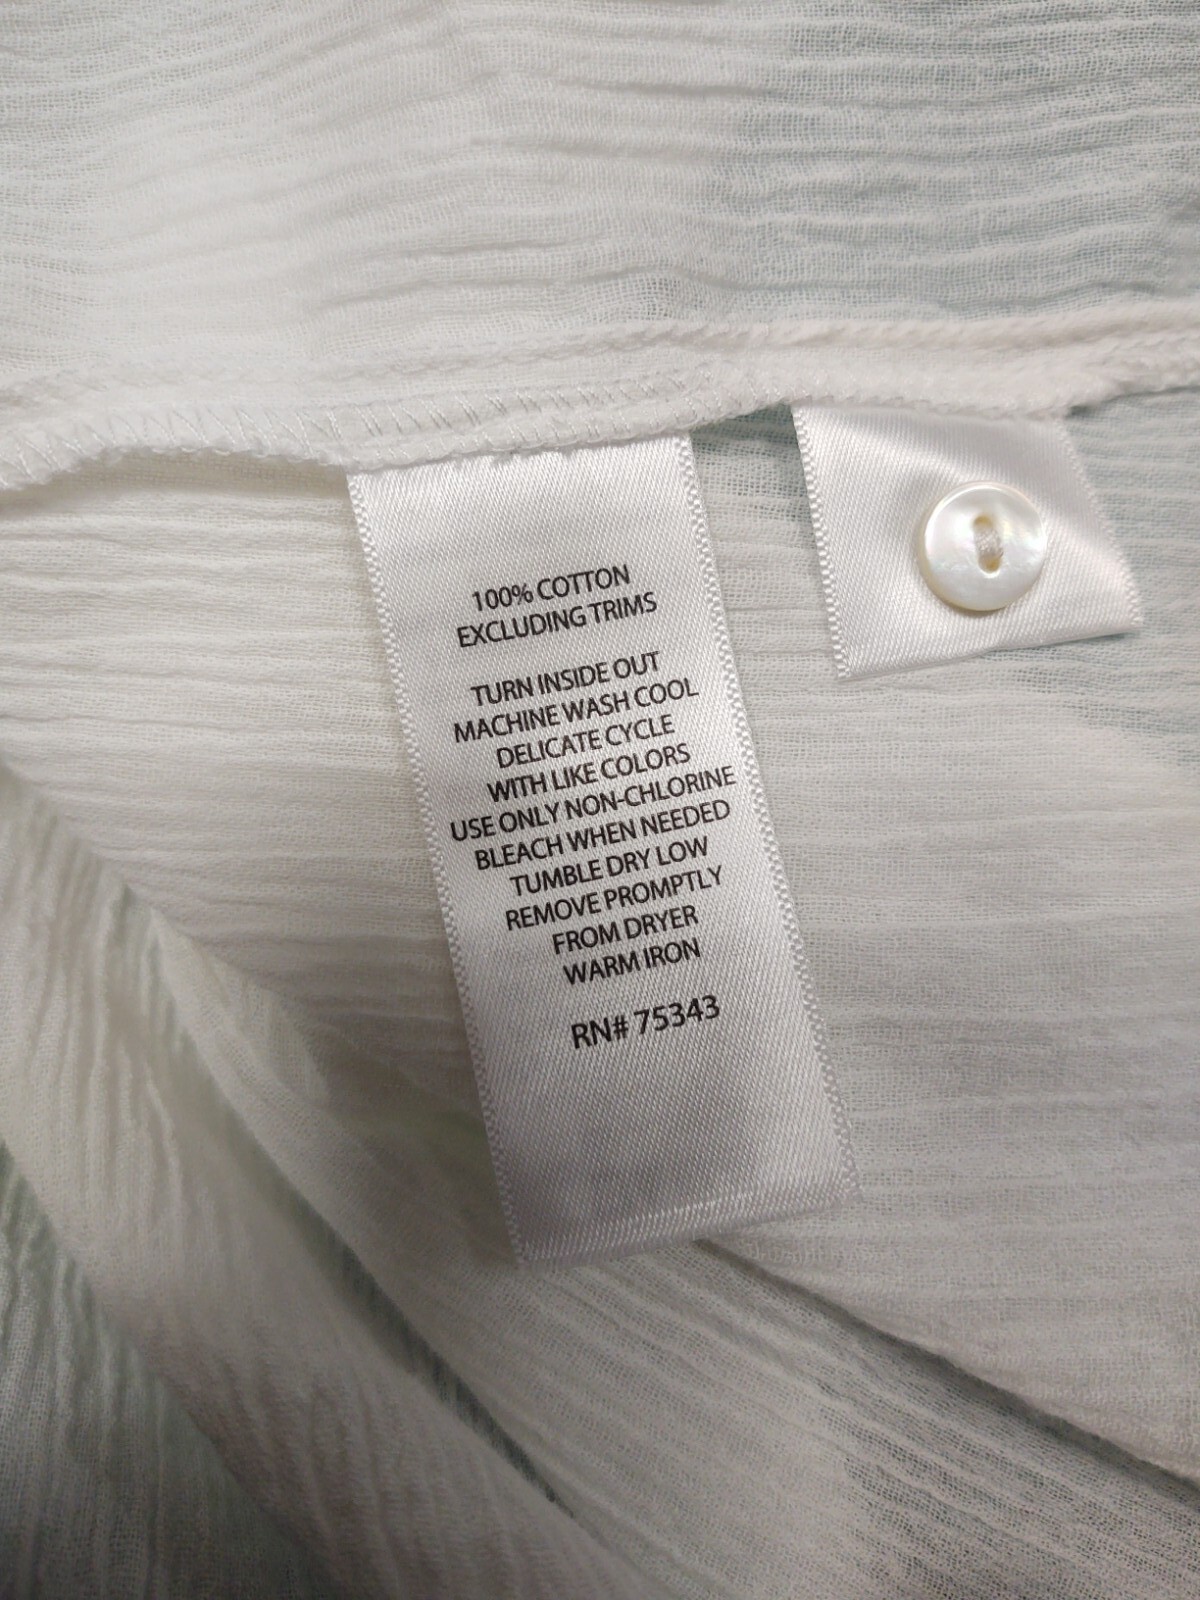 100% COTTON
EXCLUDING TRIMS
TURN INSIDE OUT
MACHINE WASH COOL
DELICATE CYCLE
WITH LIKE COLORS
USE ONLY NON-CHLORINE
BLEACH WHEN NEEDED
TUMBLE DRY LOW
REMOVE PROMPTLY
FROM DRYER
WARM IRON
RN# 75343